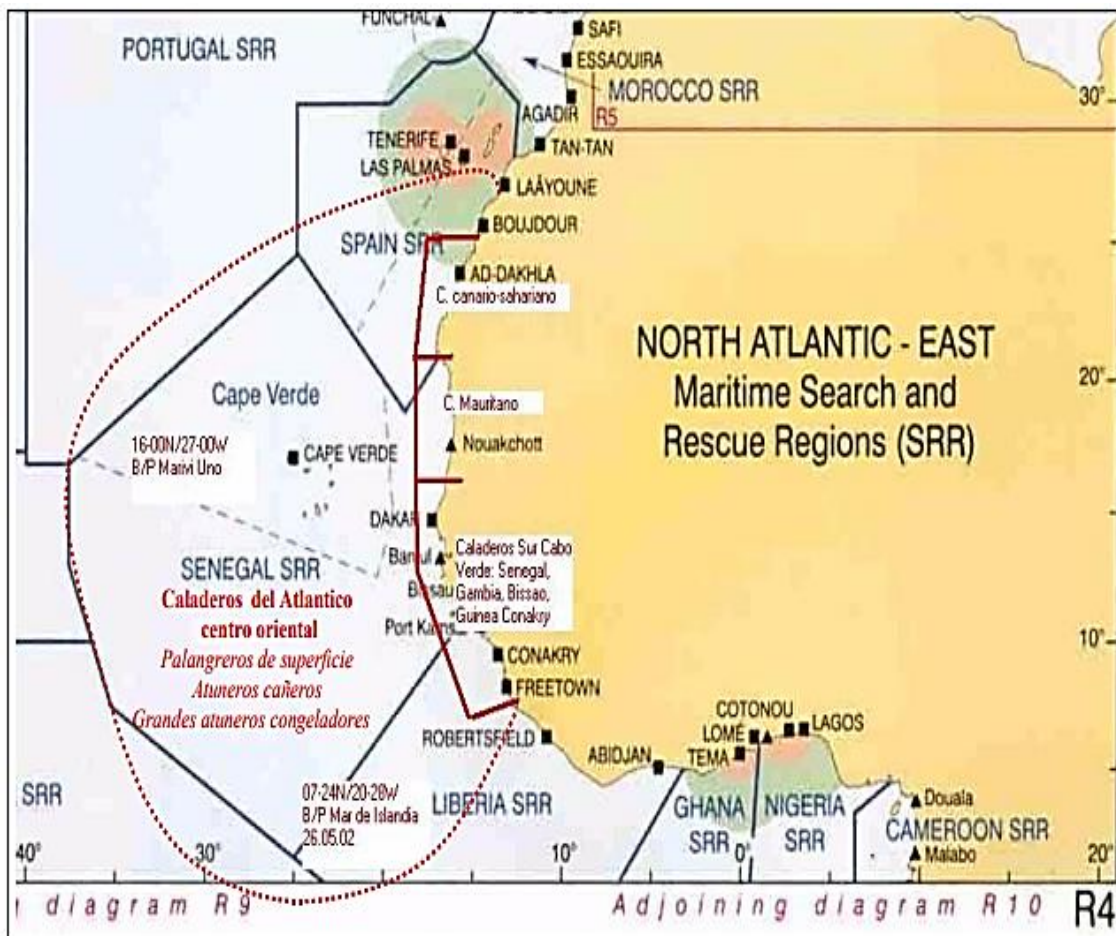 FUNCHAL
SAFI
PORTUGAL SRR
ESSAOUIRA
MOROCCO SRR
30°
AGADIR
R5
TENERIFE
TAN-TAN
LAS PALMAS
LAÂYOUNE
BOUJDOUR
SPAIN SRR
AD-DAKHLA
C. canario-sahariano
NORTH ATLANTIC - EAST
Maritime Search and
Rescue Regions (SRR)
20°
Cape Verde
C. Mauritano
16-00N/27-00W
B/P Marivi Uno
Nouakchott
CAPE VERDE
DAKAR
Banjul
Caladeros Sur Cabo
Verde: Senegal,
Gambia, Bissao,
Guinea Conakry
SENEGAL SRR
Bissau
Caladeros del Atlantico
centro oriental
Palangreros de superficie
Atuneros cañeros
Grandes atuneros congeladores
Port
10°
CONAKRY
FREETOWN
COTONOU
LAGOS
ROBERTSFIELD
LOMÉ
ABIDJAN
TEMA
SRR
07-24N/20-28W
B/P Mar de Islandia
26.05.02
LIBERIA SRR
GHANA
SRR
NIGERIA
SRR
Douala
CAMEROON SRR
Malabo
40°
30°
10°
0°
20°
g diagram R9
Adjoining diagram R10
R4